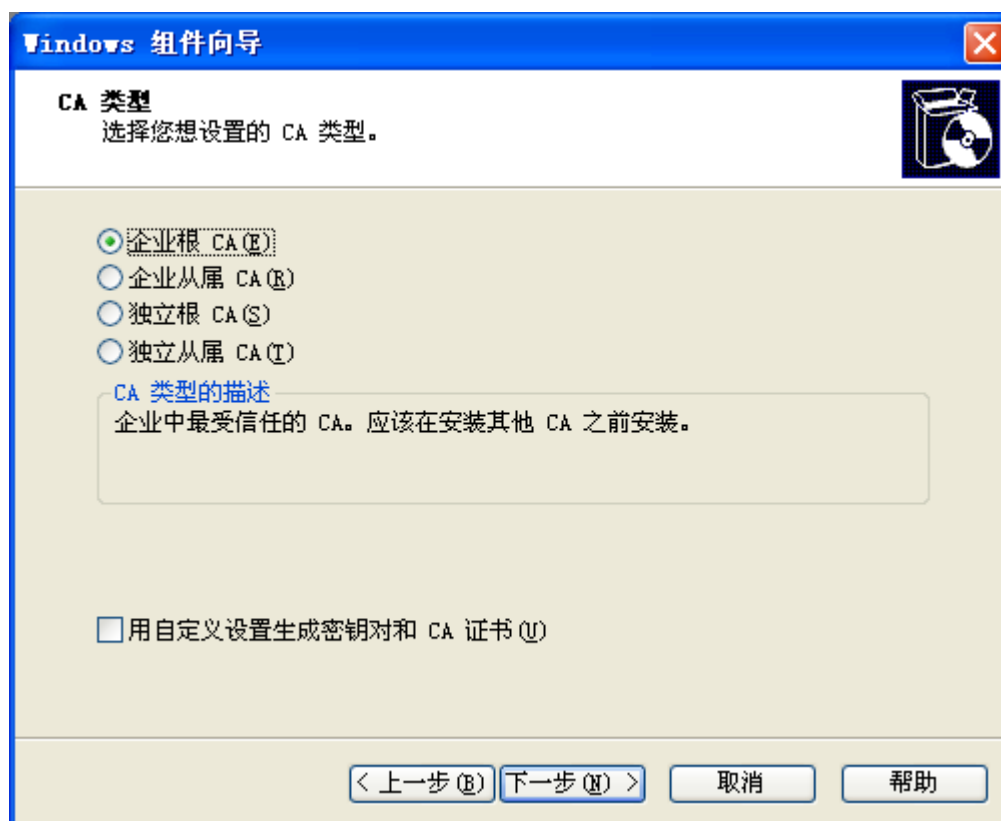 Windows 组件向导
CA 类型
选择您想设置的 CA 类型。
企业根 CA(E)
企业从属 CA(R)
独立根 CA(S)
独立从属 CA(T)
CA 类型的描述
企业中最受信任的 CA。应该在安装其他 CA 之前安装。
用自定义设置生成密钥对和 CA 证书(U)
< 上一步(B) 下一步(N) > 取消 帮助